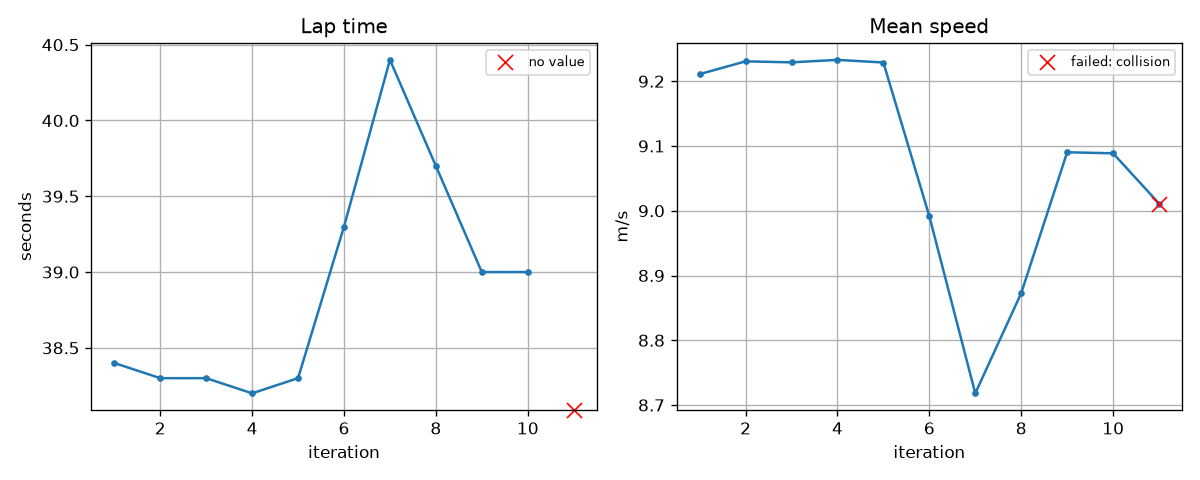 Lap time
Mean speed
40.5
40.0
39.5
39.0
38.5
seconds
no value
2
4
6
8
10
iteration
9.2
9.1
9.0
8.9
8.8
8.7
m/s
failed: collision
2
4
6
8
10
iteration